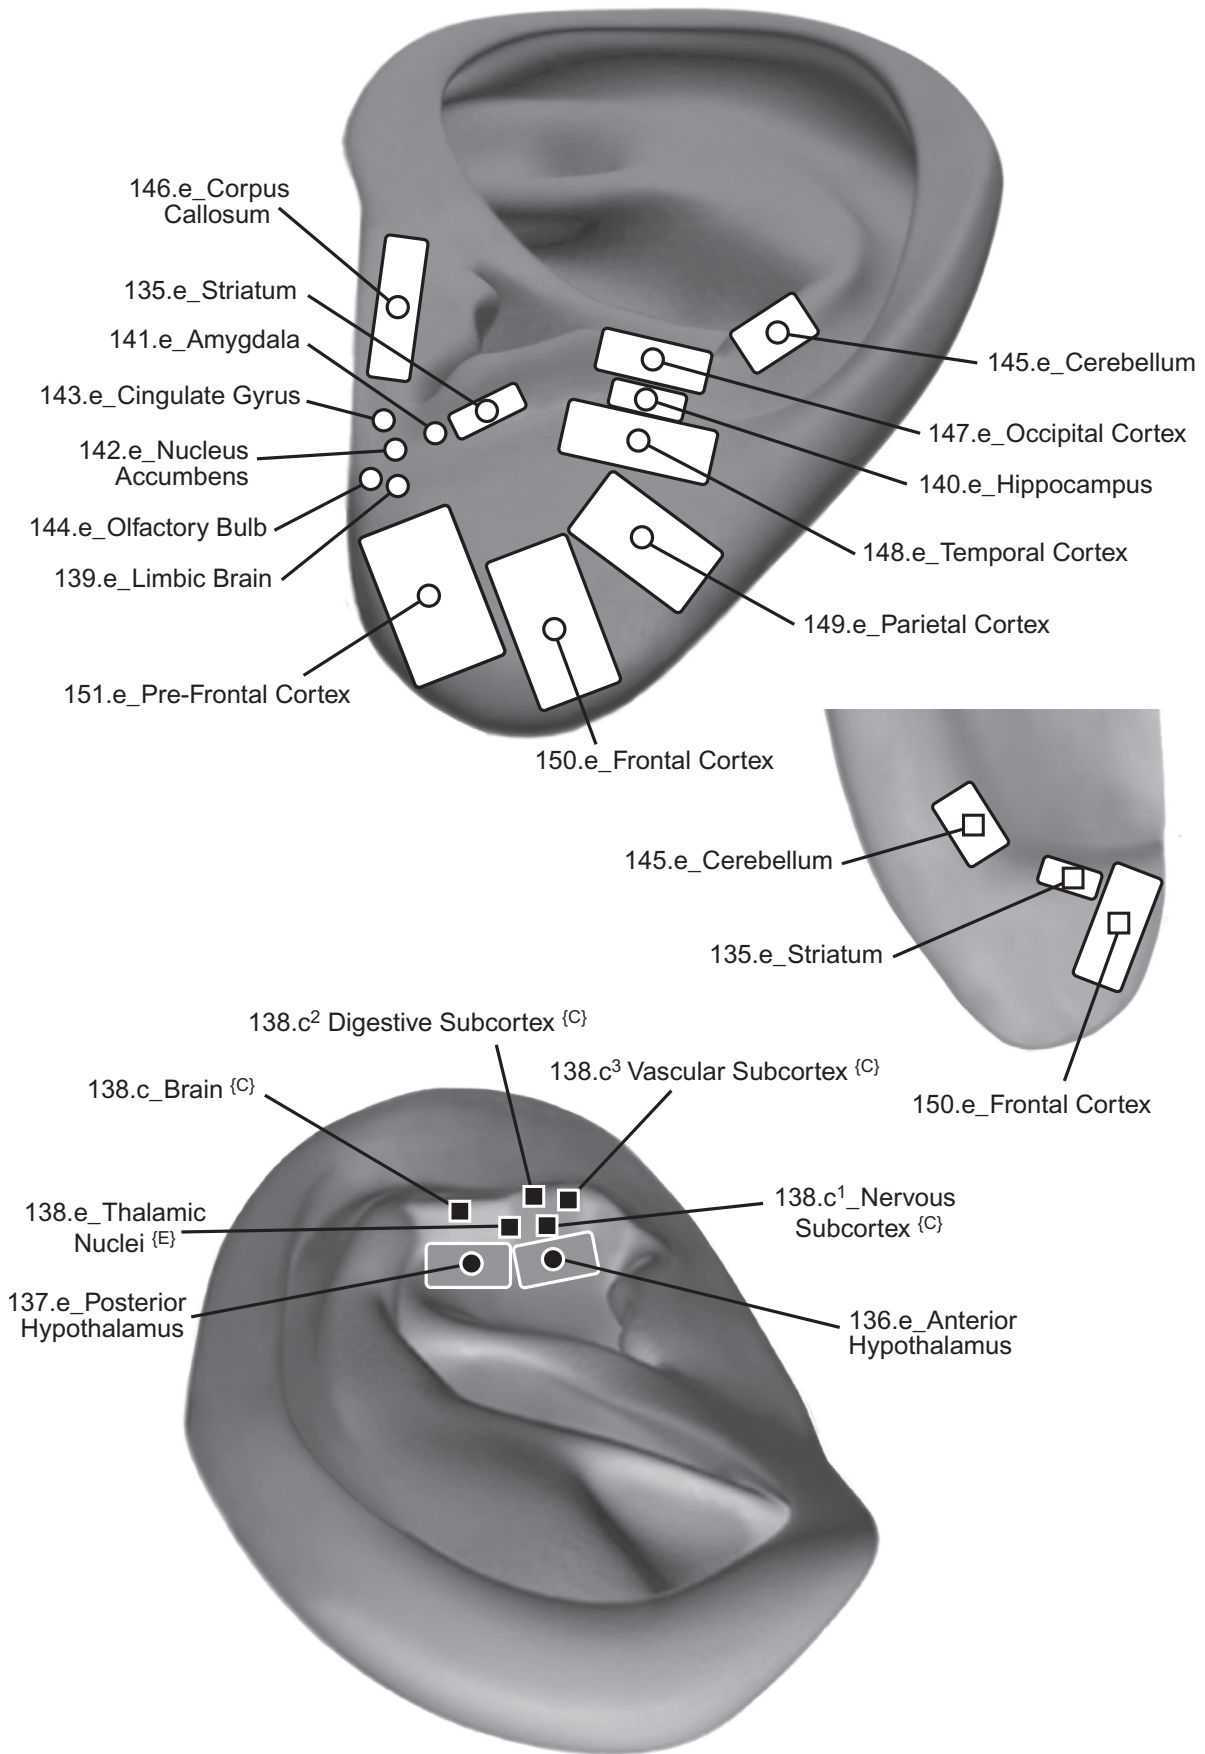 146.e_Corpus
Callosum
135.e_Striatum
141.e_Amygdala
143.e_Cingulate Gyrus
142.e_Nucleus
Accumbens
144.e_Olfactory Bulb
139.e_Limbic Brain
151.e_Pre-Frontal Cortex
150.e_Frontal Cortex
145.e_Cerebellum
147.e_Occipital Cortex
140.e_Hippocampus
148.e_Temporal Cortex
149.e_Parietal Cortex
145.e_Cerebellum
135.e_Striatum
150.e_Frontal Cortex
138.c² Digestive Subcortex {C}
138.c³ Vascular Subcortex {C}
138.c_Brain {C}
138.e_Thalamic
Nuclei {E}
138.c¹_Nervous
Subcortex {C}
137.e_Posterior
Hypothalamus
136.e_Anterior
Hypothalamus